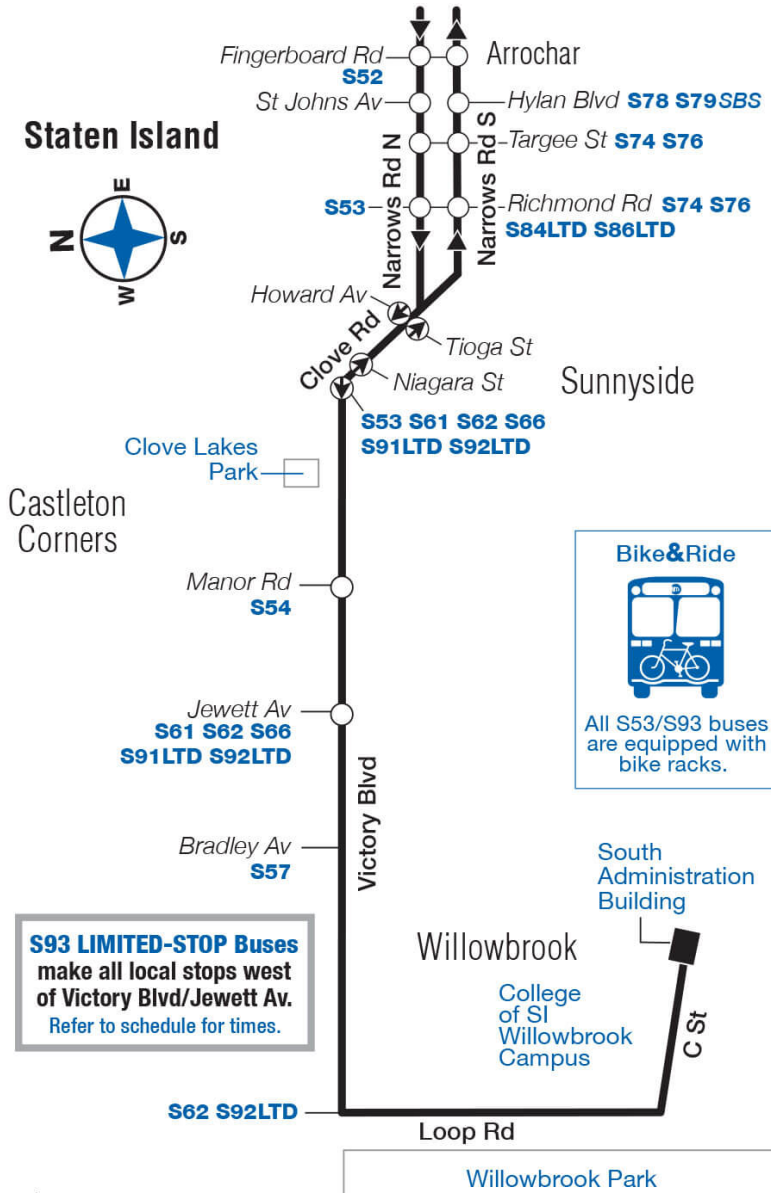 Fingerboard Rd
S52
Arrochar
St Johns Av
Hylan Blvd S78 S79SBS
Staten Island
Targee St S74 S76
E
N
S
W
Narrows Rd N
Narrows Rd S
S53
Richmond Rd S74 S76
S84LTD S86LTD
Howard Av
Clove Rd
Tioga St
Niagara St
Sunnyside
S53 S61 S62 S66
S91LTD S92LTD
Clove Lakes
Park
Castleton
Corners
Bike&Ride
All S53/S93 buses
are equipped with
bike racks.
Manor Rd
S54
Jewett Av
S61 S62 S66
S91LTD S92LTD
Victory Blvd
Bradley Av
S57
South
Administration
Building
S93 LIMITED-STOP Buses
make all local stops west
of Victory Blvd/Jewett Av.
Refer to schedule for times.
Willowbrook
College
of SI
Willowbrook
Campus
C St
S62 S92LTD
Loop Rd
Willowbrook Park